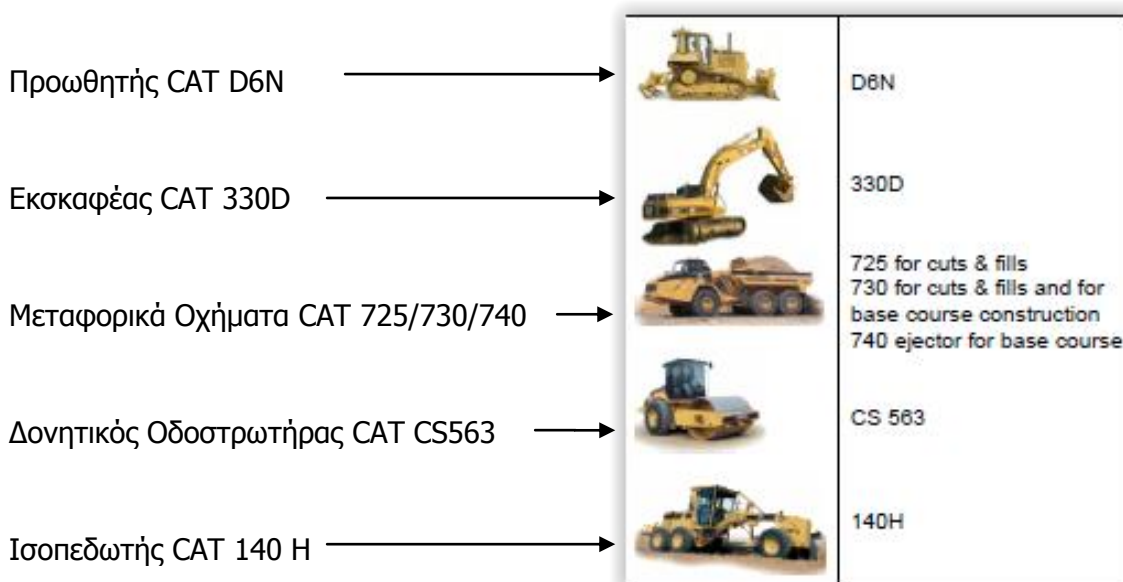 Προωθητής CAT D6N
D6N
Εκσκαφέας CAT 330D
330D
Μεταφορικά Οχήματα CAT 725/730/740
725 for cuts & fills
730 for cuts & fills and for
base course construction
740 ejector for base course
Δονητικός Οδοστρωτήρας CAT CS563
CS 563
Ισοπεδωτής CAT 140 H
140H